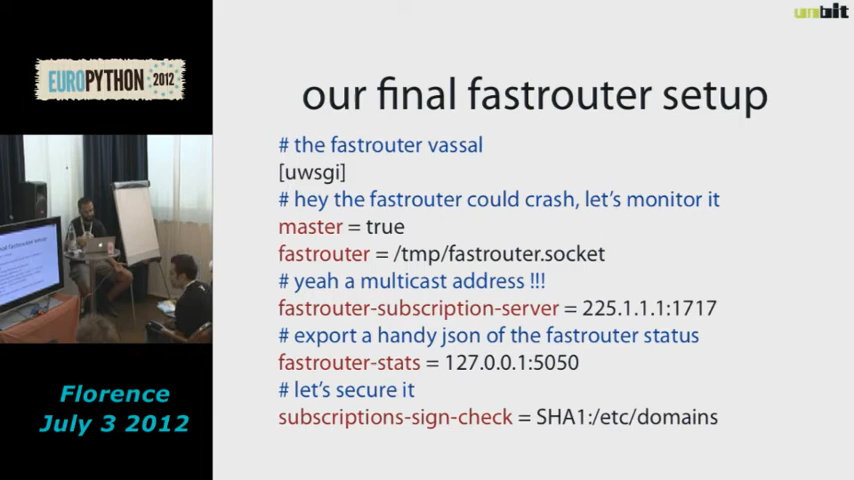 unbit
EUROPYTHON 2012
our final fastrouter setup
# the fastrouter vassal
[uwsgi]
# hey the fastrouter could crash, let's monitor it
master = true
fastrouter = /tmp/fastrouter.socket
# yeah a multicast address !!!
fastrouter-subscription-server = 225.1.1.1:1717
# export a handy json of the fastrouter status
fastrouter-stats = 127.0.0.1:5050
# let's secure it
subscriptions-sign-check = SHA1:/etc/domains
Florence
July 3 2012